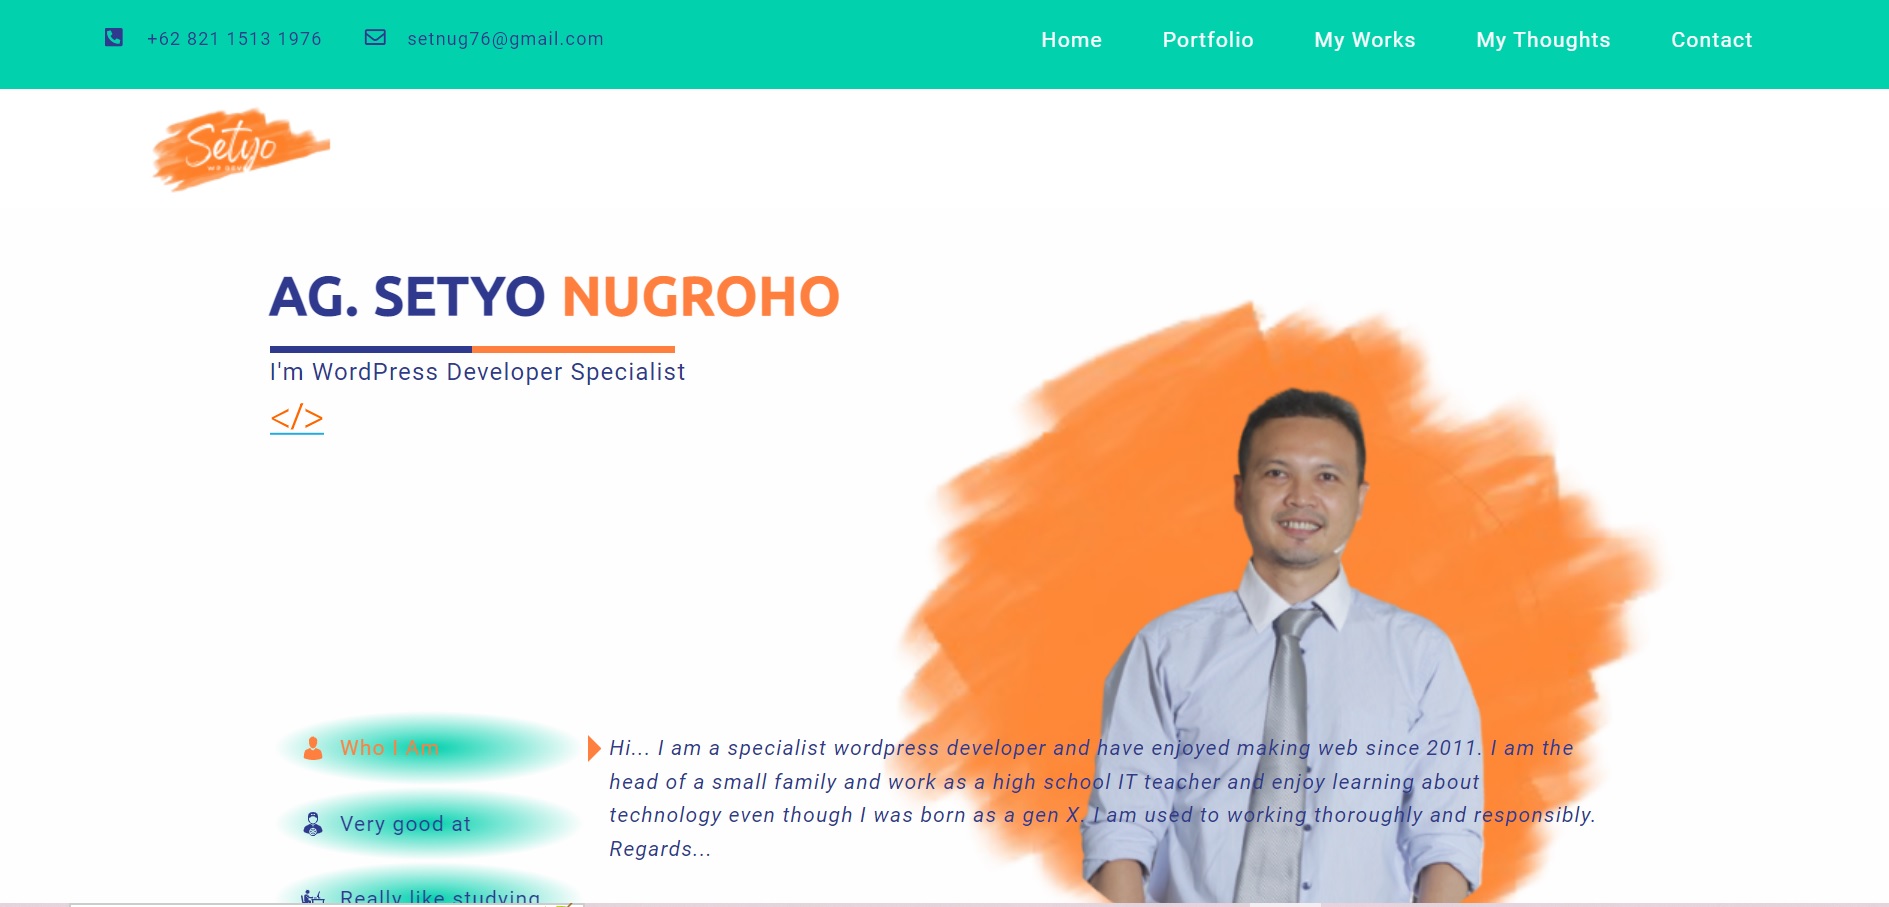 +62 821 1513 1976 setnug76@gmail.com Home Portfolio My Works My Thoughts Contact
Setyo
AG. SETYO NUGROHO
I'm WordPress Developer Specialist
</>
Who I Am
Hi... I am a specialist wordpress developer and have enjoyed making web since 2011. I am the
head of a small family and work as a high school IT teacher and enjoy learning about
technology even though I was born as a gen X. I am used to working thoroughly and responsibly.
Regards...
Very good at
Really like studying